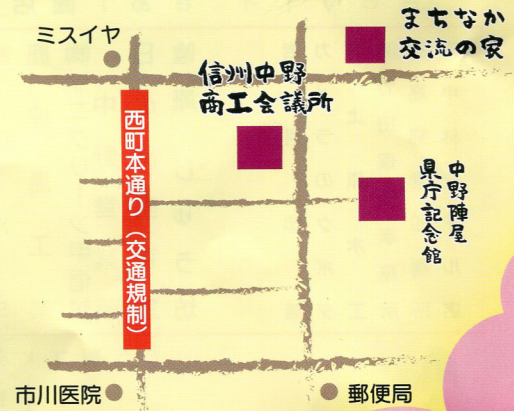 まちなか
交流の家
ミスイヤ
信州中野
商工会議所
西町本通り（交通規制）
中野陣屋
県庁記念館
市川医院
郵便局